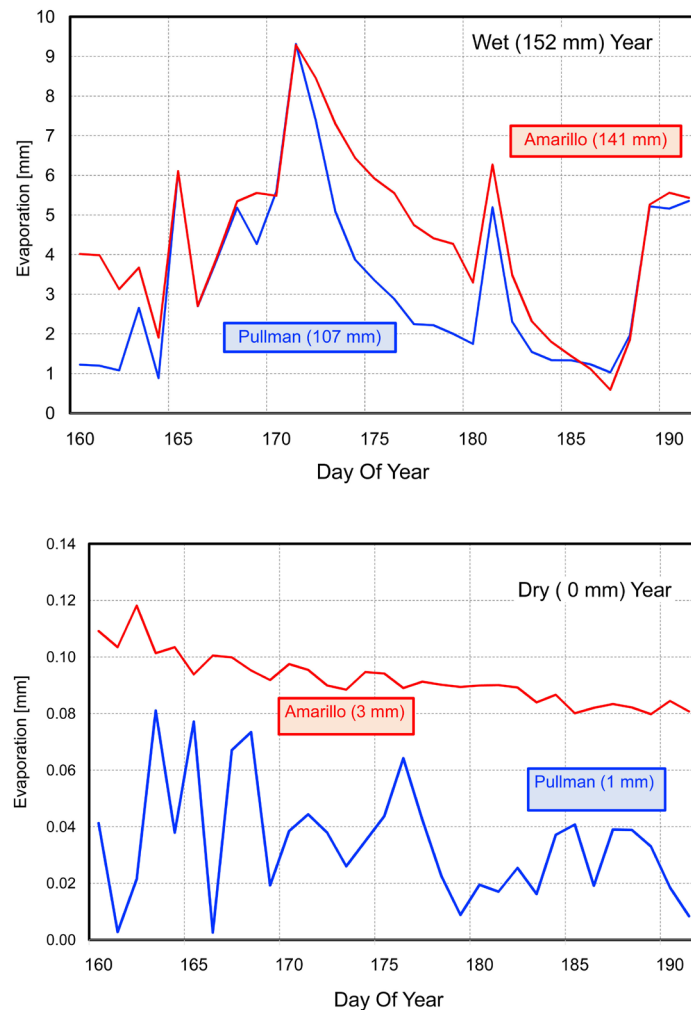 Wet (152 mm) Year
Amarillo (141 mm)
Pullman (107 mm)
Evaporation [mm]
10
9
8
7
6
5
4
3
2
1
0
160 165 170 175 180 185 190
Day Of Year
Dry ( 0 mm) Year
Amarillo (3 mm)
Pullman (1 mm)
Evaporation [mm]
0.14
0.12
0.10
0.08
0.06
0.04
0.02
0.00
160 165 170 175 180 185 190
Day Of Year